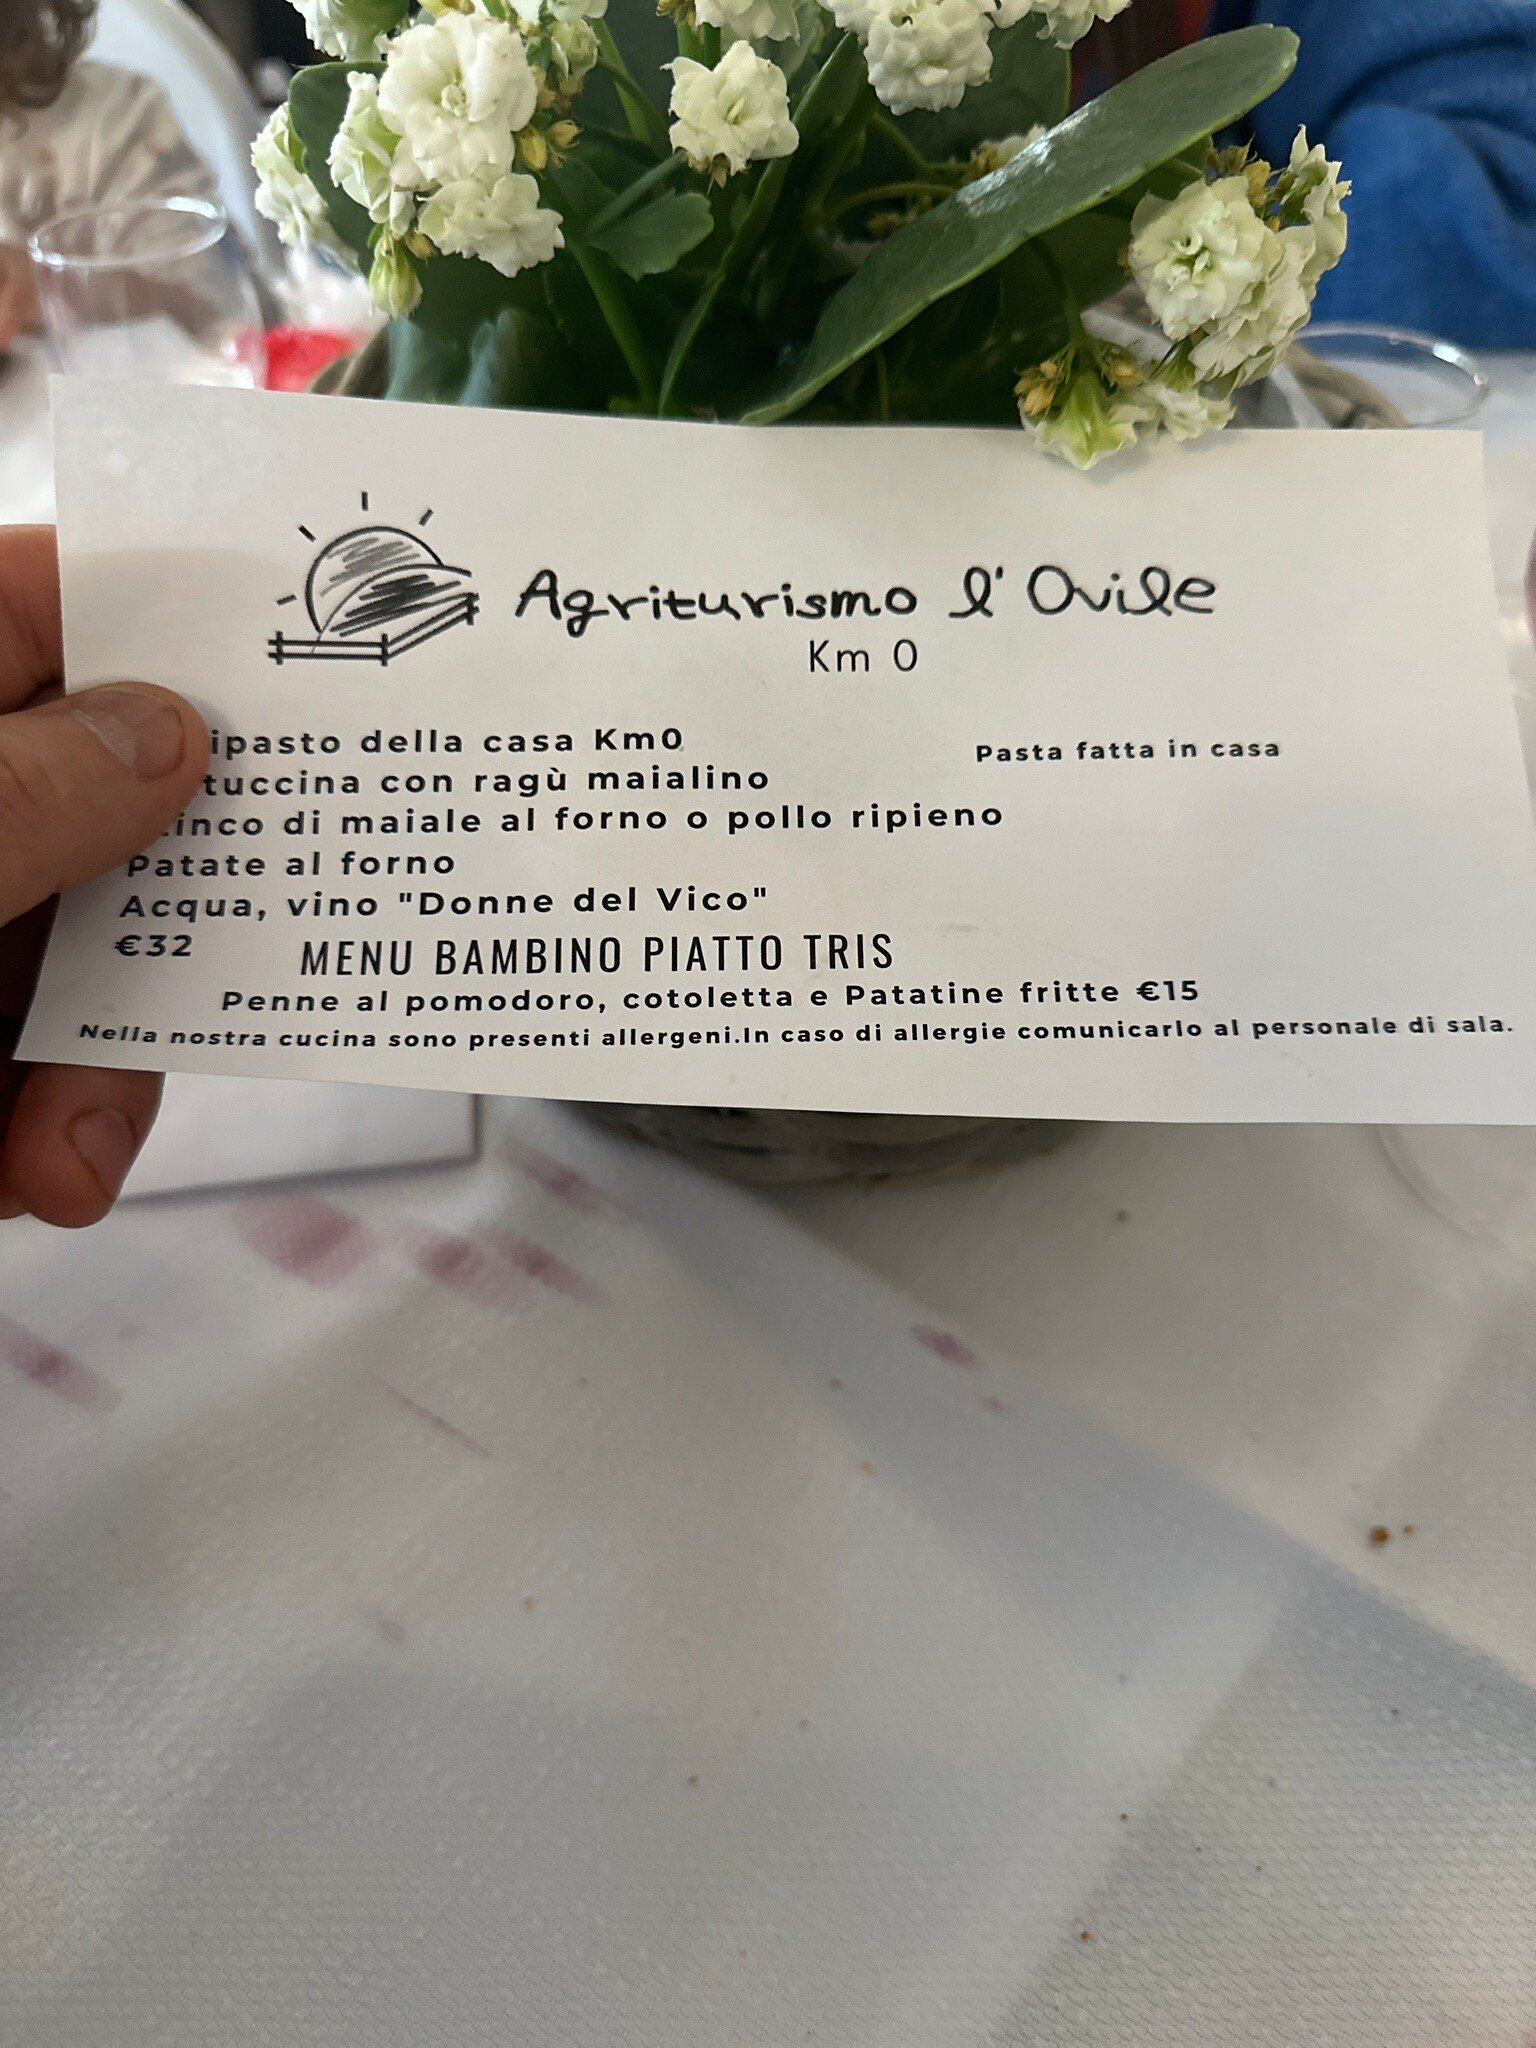 Agriturismo l'Ovile
Km 0
ipasto della casa Km0
Pasta fatta in casa
tuccina con ragù maialino
inco di maiale al forno o pollo ripieno
Patate al forno
Acqua, vino "Donne del Vico"
€32
MENU BAMBINO PIATTO TRIS
Penne al pomodoro, cotoletta e Patatine fritte €15
Nella nostra cucina sono presenti allergeni.In caso di allergie comunicarlo al personale di sala.